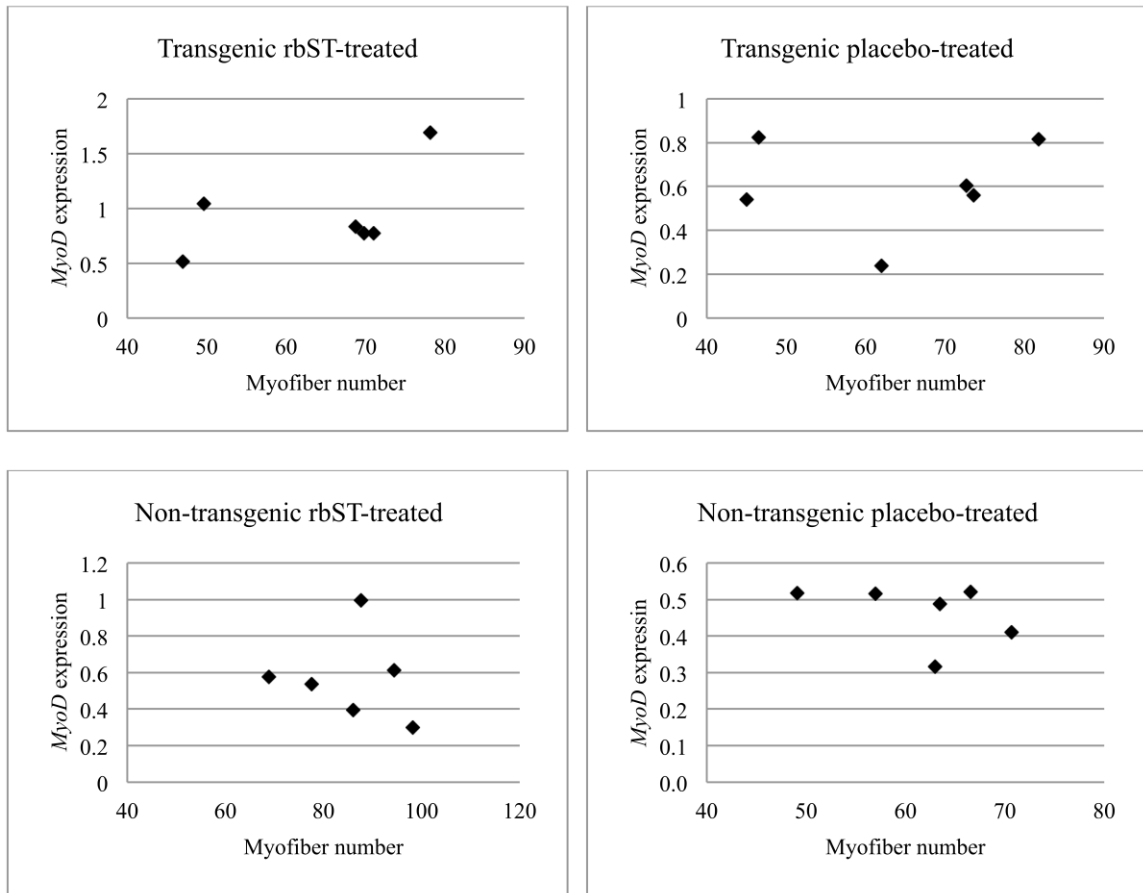 Transgenic rbST-treated
MyoD expression
2
1.5
1
0.5
0
40 50 60 70 80 90
Myofiber number
Transgenic placebo-treated
MyoD expression
1
0.8
0.6
0.4
0.2
0
40 50 60 70 80 90
Myofiber number
Non-transgenic rbST-treated
MyoD expression
1.2
1
0.8
0.6
0.4
0.2
0
40 60 80 100 120
Myofiber number
Non-transgenic placebo-treated
MyoD expressin
0.6
0.5
0.4
0.3
0.2
0.1
0.0
40 50 60 70 80
Myofiber number